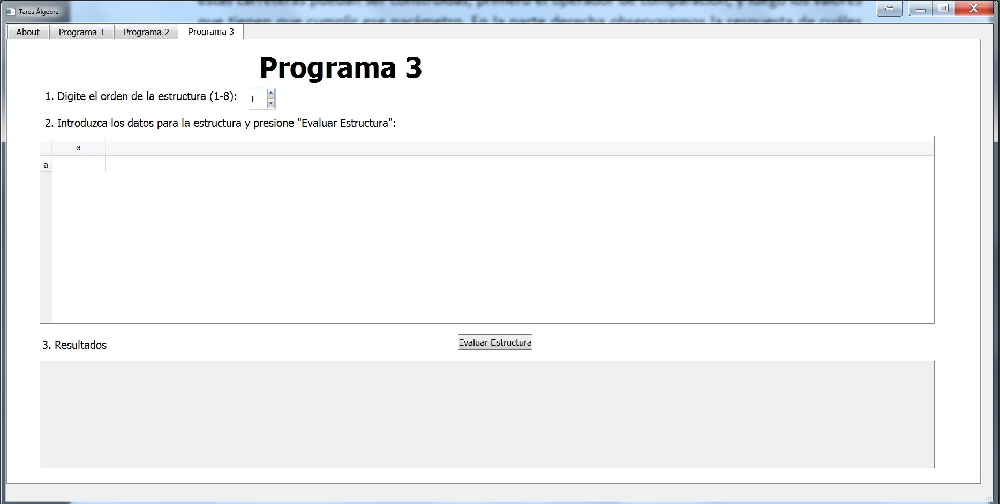 estas carreteras puedan ser construidas, primero el operador de comparación, y luego los valores
Tarea Álgebra
que tienen que cumplir ese parámetro. En la parte derecha observaremos la respuesta de cuáles
About Programa 1 Programa 2 Programa 3
Programa 3
1. Digite el orden de la estructura (1-8): 1
2. Introduzca los datos para la estructura y presione "Evaluar Estructura":
a
a
3. Resultados Evaluar Estructura